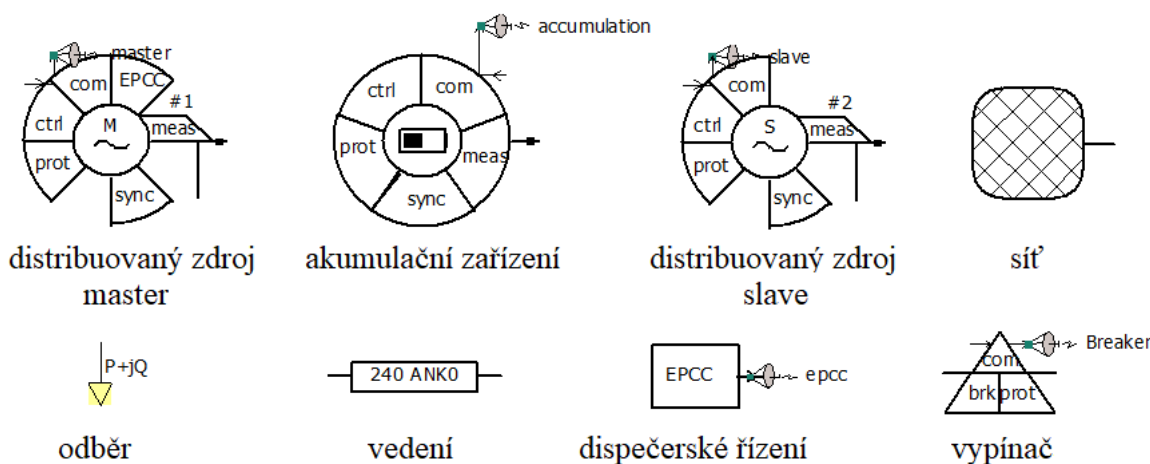 master
com
EPCC
#1
ctrl
M
meas
prot
sync
accumulation
ctrl
com
prot
meas
sync
slave
com
#2
ctrl
S
meas
prot
sync
distribuovaný zdroj
master
akumulační zařízení
distribuovaný zdroj
slave
síť
P+jQ
240 ANK0
EPCC
epcc
Breaker
com
brk
prot
odběr
vedení
dispečerské řízení
vypínač